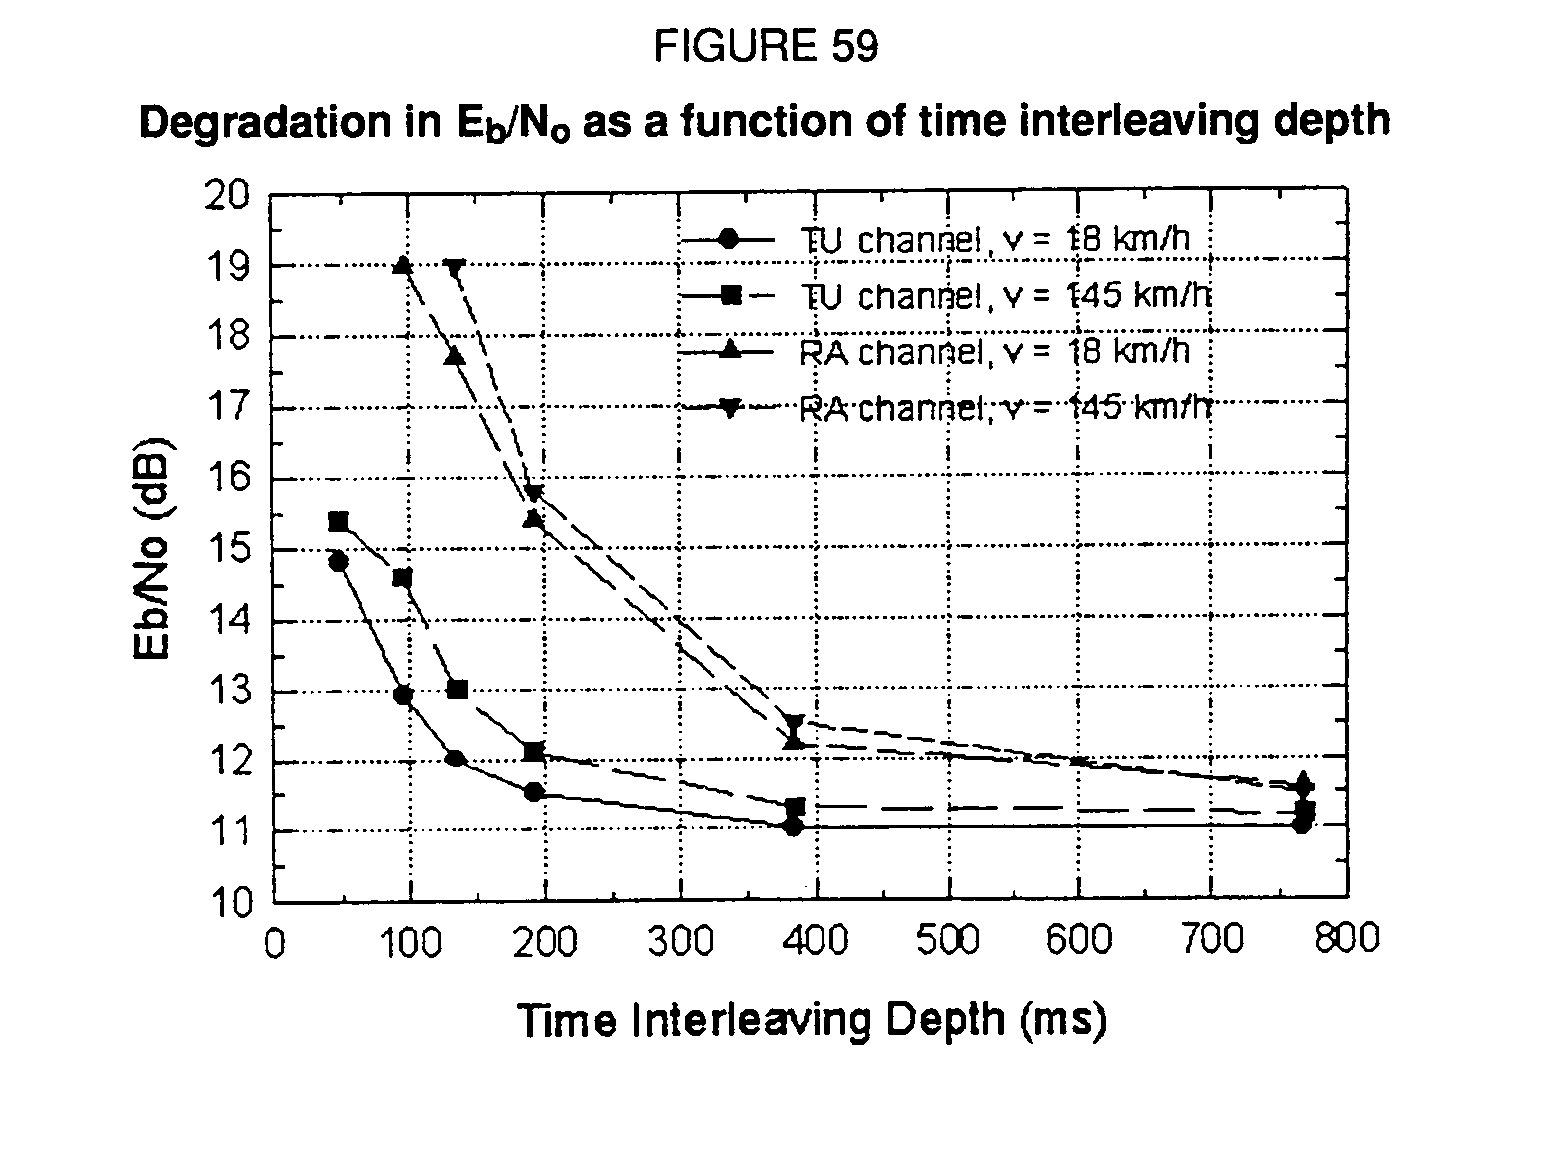 FIGURE 59
Degradation in Eb/No as a function of time interleaving depth
20
19
18
17
16
15
14
13
12
11
10
Eb/No (dB)
TU channel, v = 18 km/h
TU channel, v = 145 km/h
RA channel, v = 18 km/h
RA channel, v = 145 km/h
0 100 200 300 400 500 600 700 800
Time Interleaving Depth (ms)